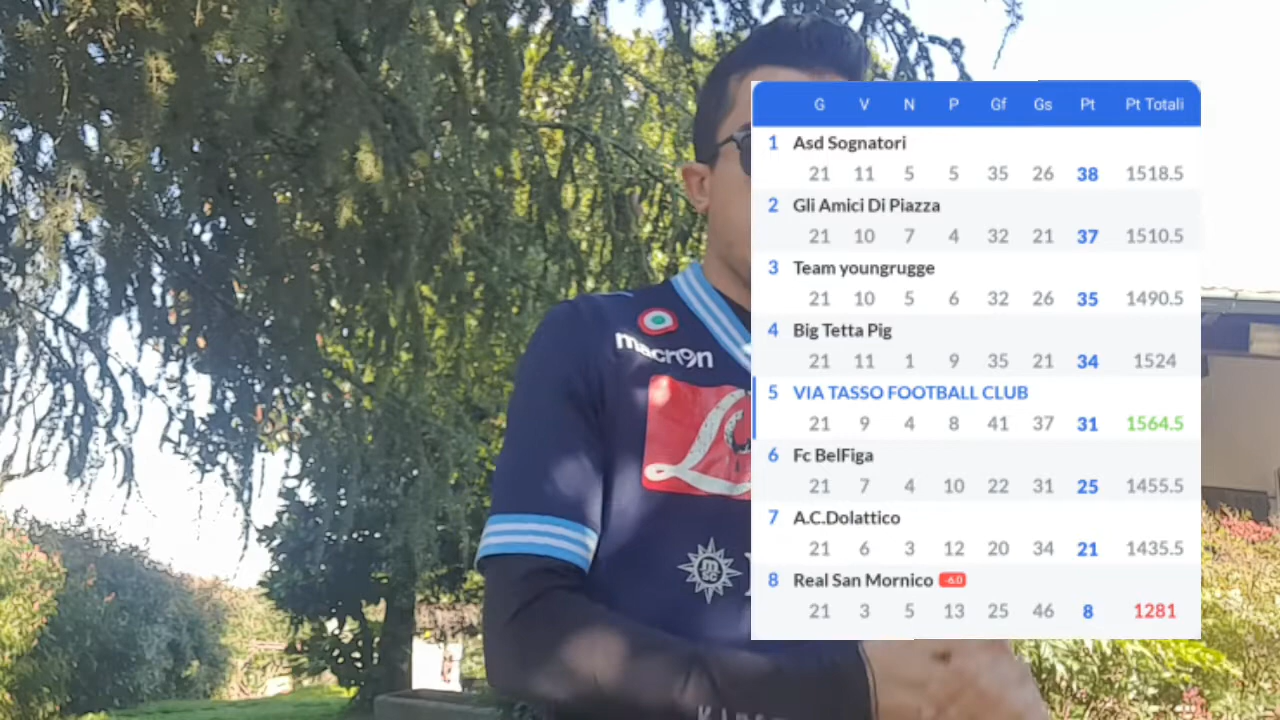 G V N P Gf Gs Pt Pt Totali
1 Asd Sognatori
21 11 5 5 35 26 38 1518.5
2 Gli Amici Di Piazza
21 10 7 4 32 21 37 1510.5
3 Team youngrugge
21 10 5 6 32 26 35 1490.5
4 Big Tetta Pig
21 11 1 9 35 21 34 1524
5 VIA TASSO FOOTBALL CLUB
21 9 4 8 41 37 31 1564.5
6 Fc BelFiga
21 7 4 10 22 31 25 1455.5
7 A.C.Dolattico
21 6 3 12 20 34 21 1435.5
8 Real San Mornico -6.0
21 3 5 13 25 46 8 1281
macron
msc